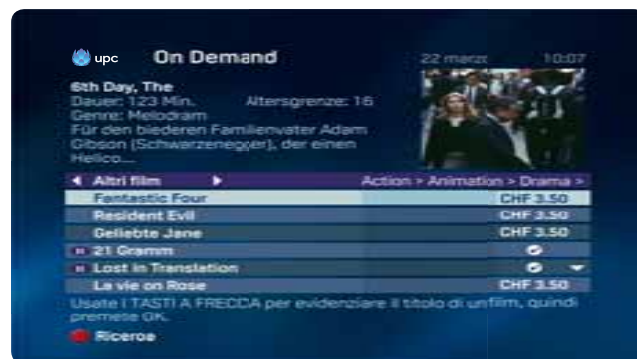 upc On Demand 22 marzo 10:07
6th Day, The
Dauer: 123 Min. Altersgrenze: 16
Genre: Melodram
Für den biederen Familienvater Adam
Gibson (Schwarzenegger), der einen
Helico...
Altri film Action > Animation > Drama >
Fantastic Four CHF 3.50
Resident Evil CHF 3.50
Geliebte Jane CHF 3.50
21 Gramm
Lost in Translation
La vie on Rose CHF 3.50
Usate I TASTI A FRECCA per evidenziare il titolo di un film, quindi
premete OK.
Ricerca